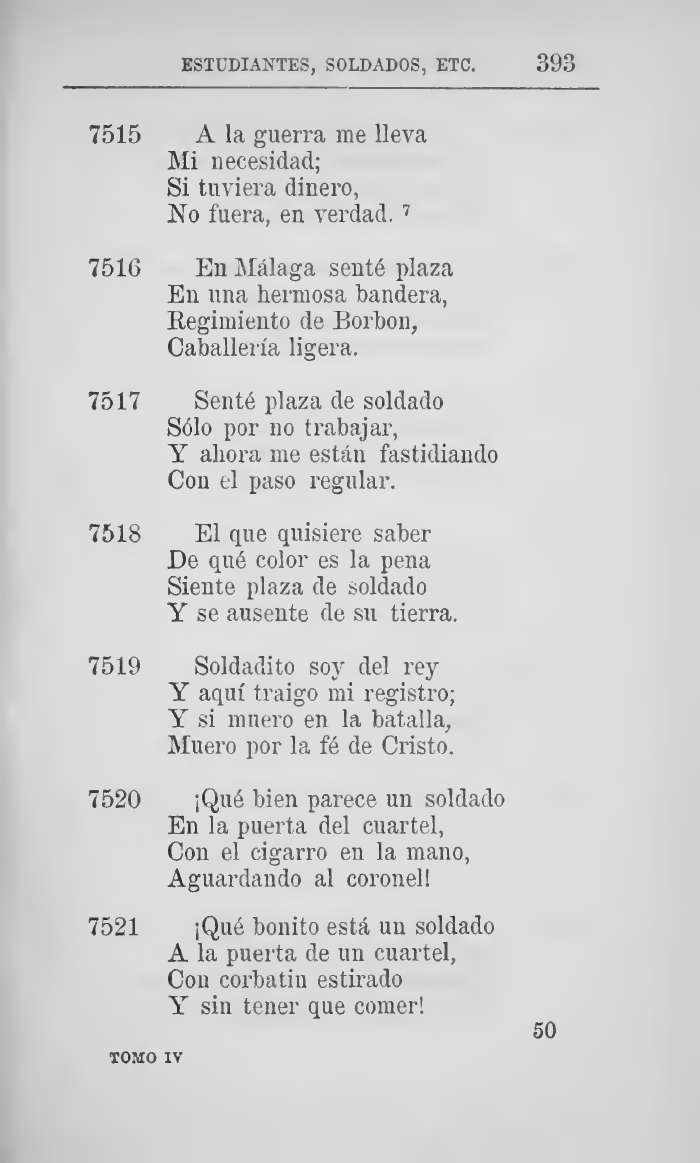 ESTUDIANTES, SOLDADOS, ETC. 393
7515 A la guerra me lleva
Mi necesidad;
Si tuviera dinero,
No fuera, en verdad. ⁷
7516 En Málaga senté plaza
En una hermosa bandera,
Regimiento de Borbon,
Caballería ligera.
7517 Senté plaza de soldado
Sólo por no trabajar,
Y ahora me están fastidiando
Con el paso regular.
7518 El que quisiere saber
De qué color es la pena
Siente plaza de soldado
Y se ausente de su tierra.
7519 Soldadito soy del rey
Y aquí traigo mi registro;
Y si muero en la batalla,
Muero por la fé de Cristo.
7520 ¡Qué bien parece un soldado
En la puerta del cuartel,
Con el cigarro en la mano,
Aguardando al coronel!
7521 ¡Qué bonito está un soldado
A la puerta de un cuartel,
Con corbatin estirado
Y sin tener que comer!
50
TOMO IV